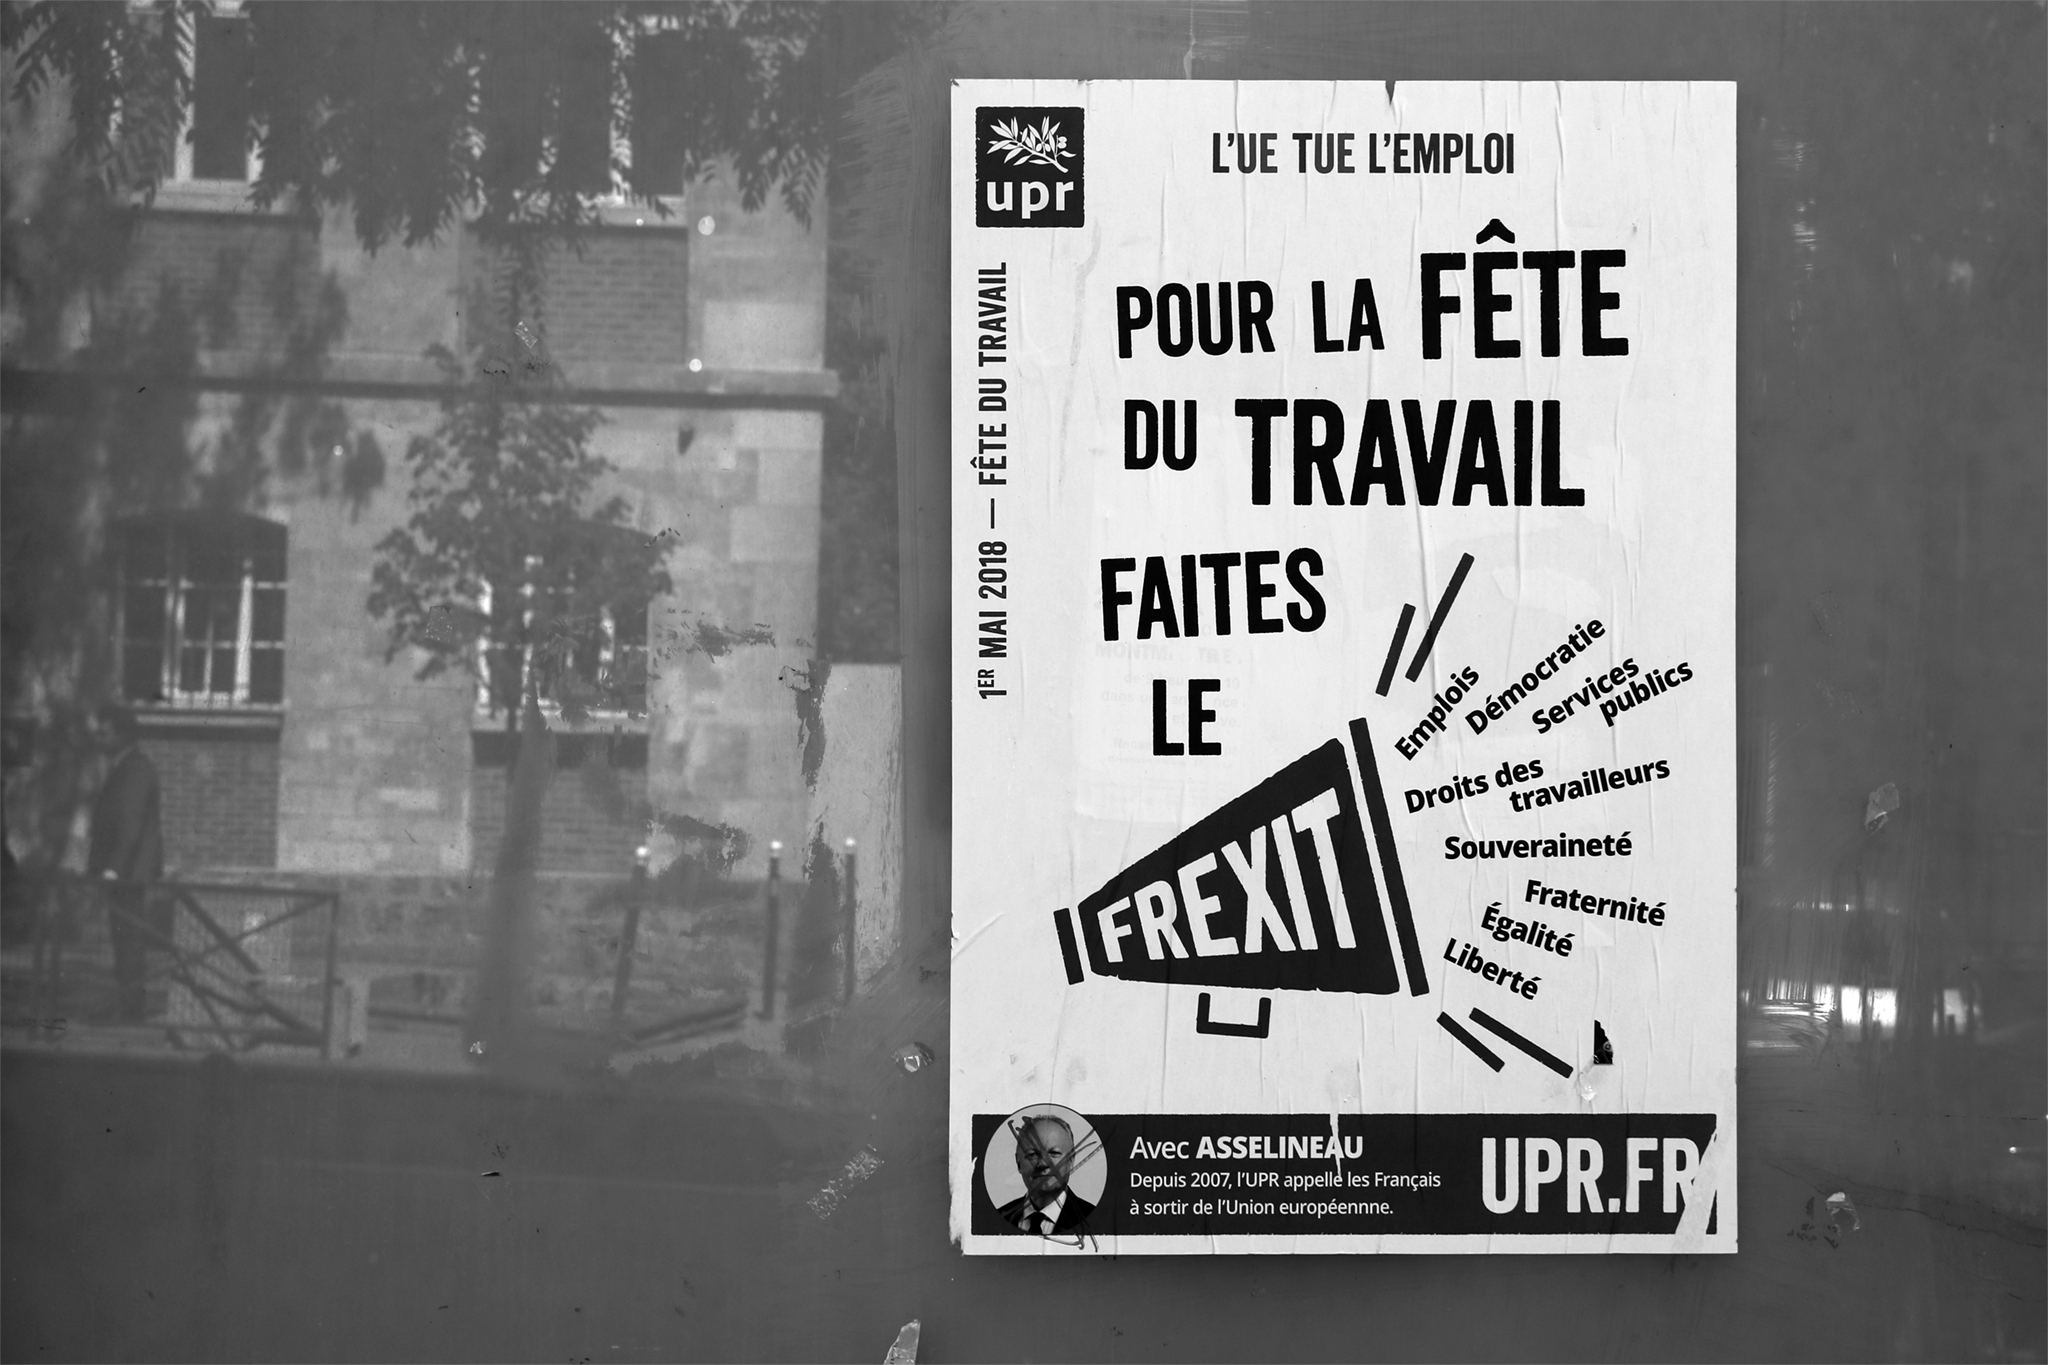 upr
L'UE TUE L'EMPLOI
1ER MAI 2018 — FÊTE DU TRAVAIL
POUR LA FÊTE
DU TRAVAIL
FAITES
LE
FREXIT
Emplois
Démocratie
Services
publics
Droits des
travailleurs
Souveraineté
Fraternité
Égalité
Liberté
Avec ASSELINEAU
Depuis 2007, l'UPR appelle les Français
à sortir de l'Union européennne.
UPR.FR